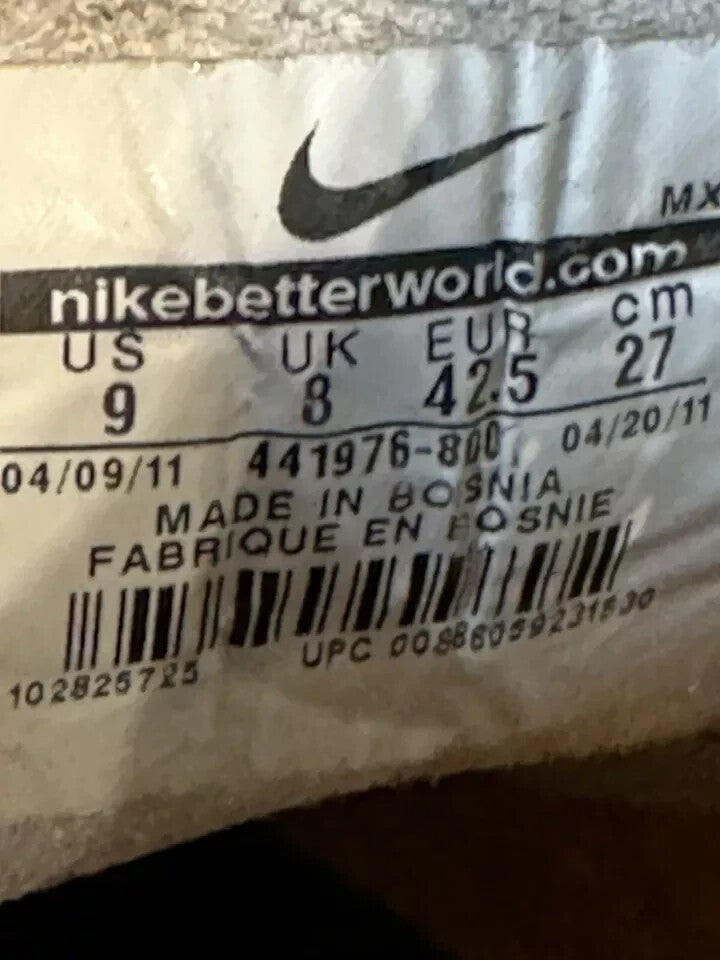 MX
nikebetterworld.com
US UK EUR cm
9 8 42.5 27
04/09/11 441976-800 04/20/11
MADE IN BOSNIA
FABRIQUE EN BOSNIE
102825725 UPC 00886059231530